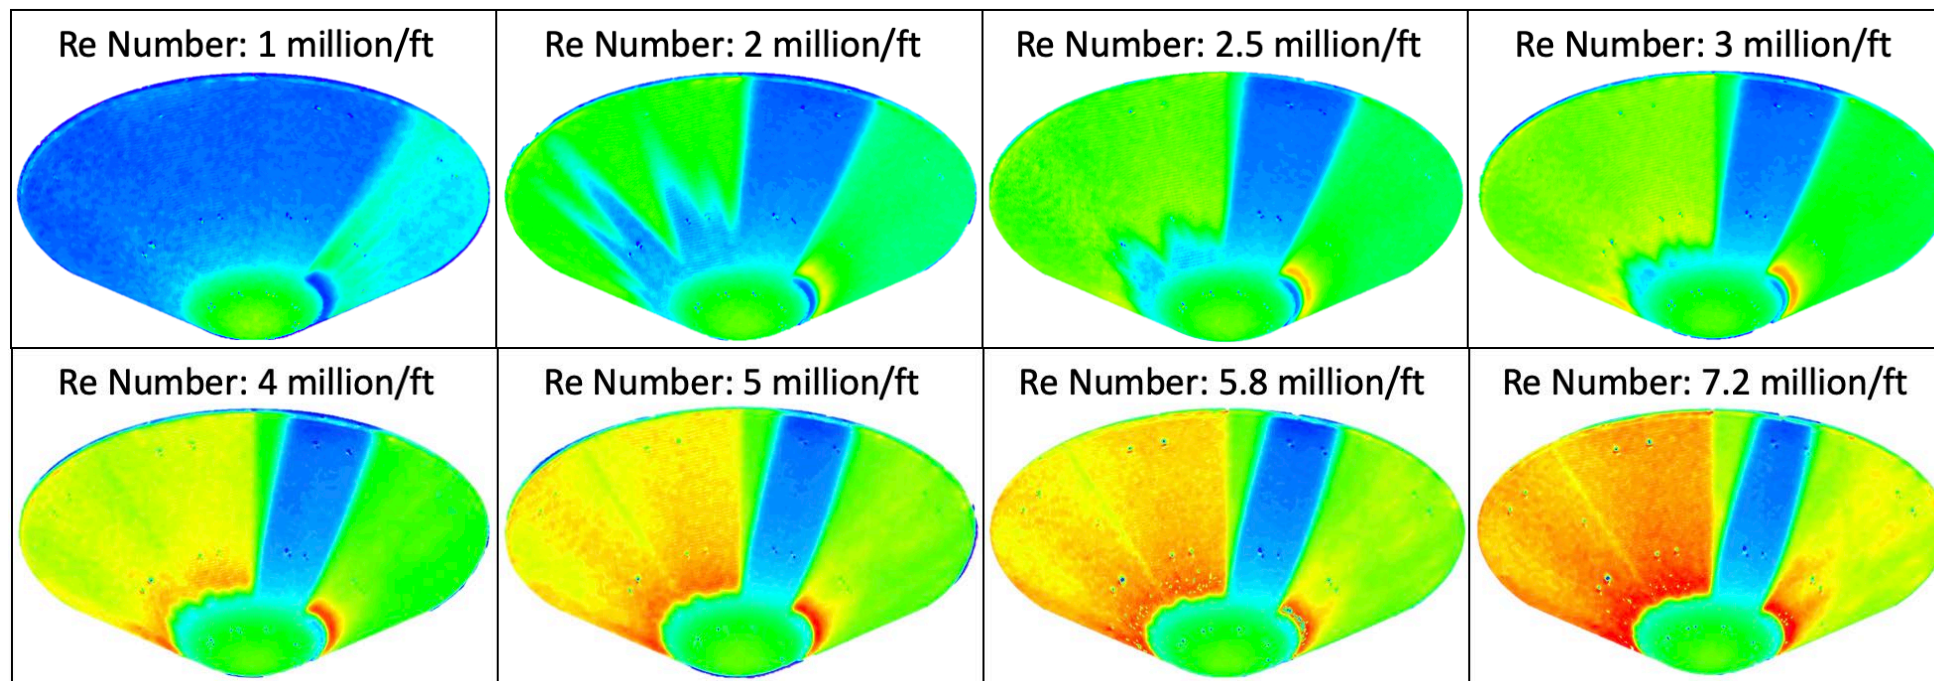 Re Number: 1 million/ft
Re Number: 2 million/ft
Re Number: 2.5 million/ft
Re Number: 3 million/ft
Re Number: 4 million/ft
Re Number: 5 million/ft
Re Number: 5.8 million/ft
Re Number: 7.2 million/ft